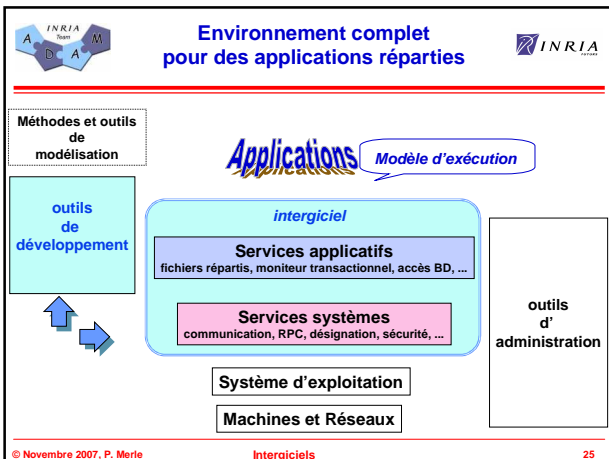 INRIA
Team
A D A M
Environnement complet
pour des applications réparties
INRIA
FUTURS
Méthodes et outils
de
modélisation
Applications
Modèle d'exécution
outils
de
développement
intergiciel
Services applicatifs
fichiers répartis, moniteur transactionnel, accès BD, ...
Services systèmes
communication, RPC, désignation, sécurité, ...
outils
d'
administration
Système d'exploitation
Machines et Réseaux
© Novembre 2007, P. Merle
Intergiciels
25